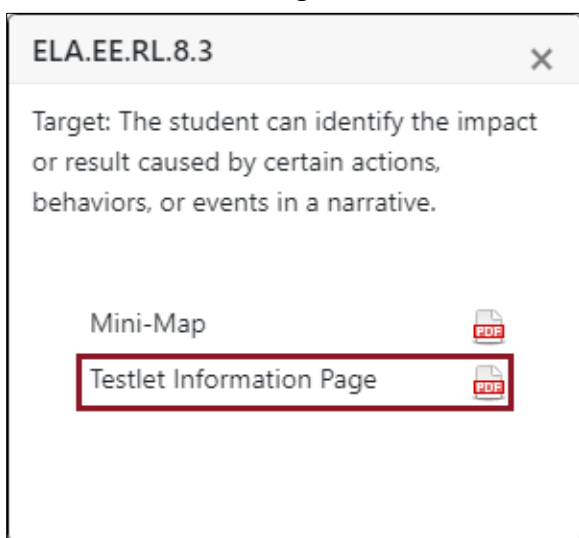 ELA.EE.RL.8.3
Target: The student can identify the impact
or result caused by certain actions,
behaviors, or events in a narrative.
Mini-Map PDF
Testlet Information Page PDF